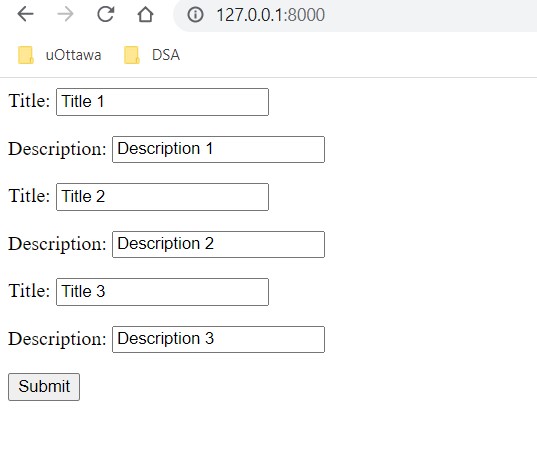 127.0.0.1:8000
uOttawa DSA
Title: Title 1
Description: Description 1
Title: Title 2
Description: Description 2
Title: Title 3
Description: Description 3
Submit